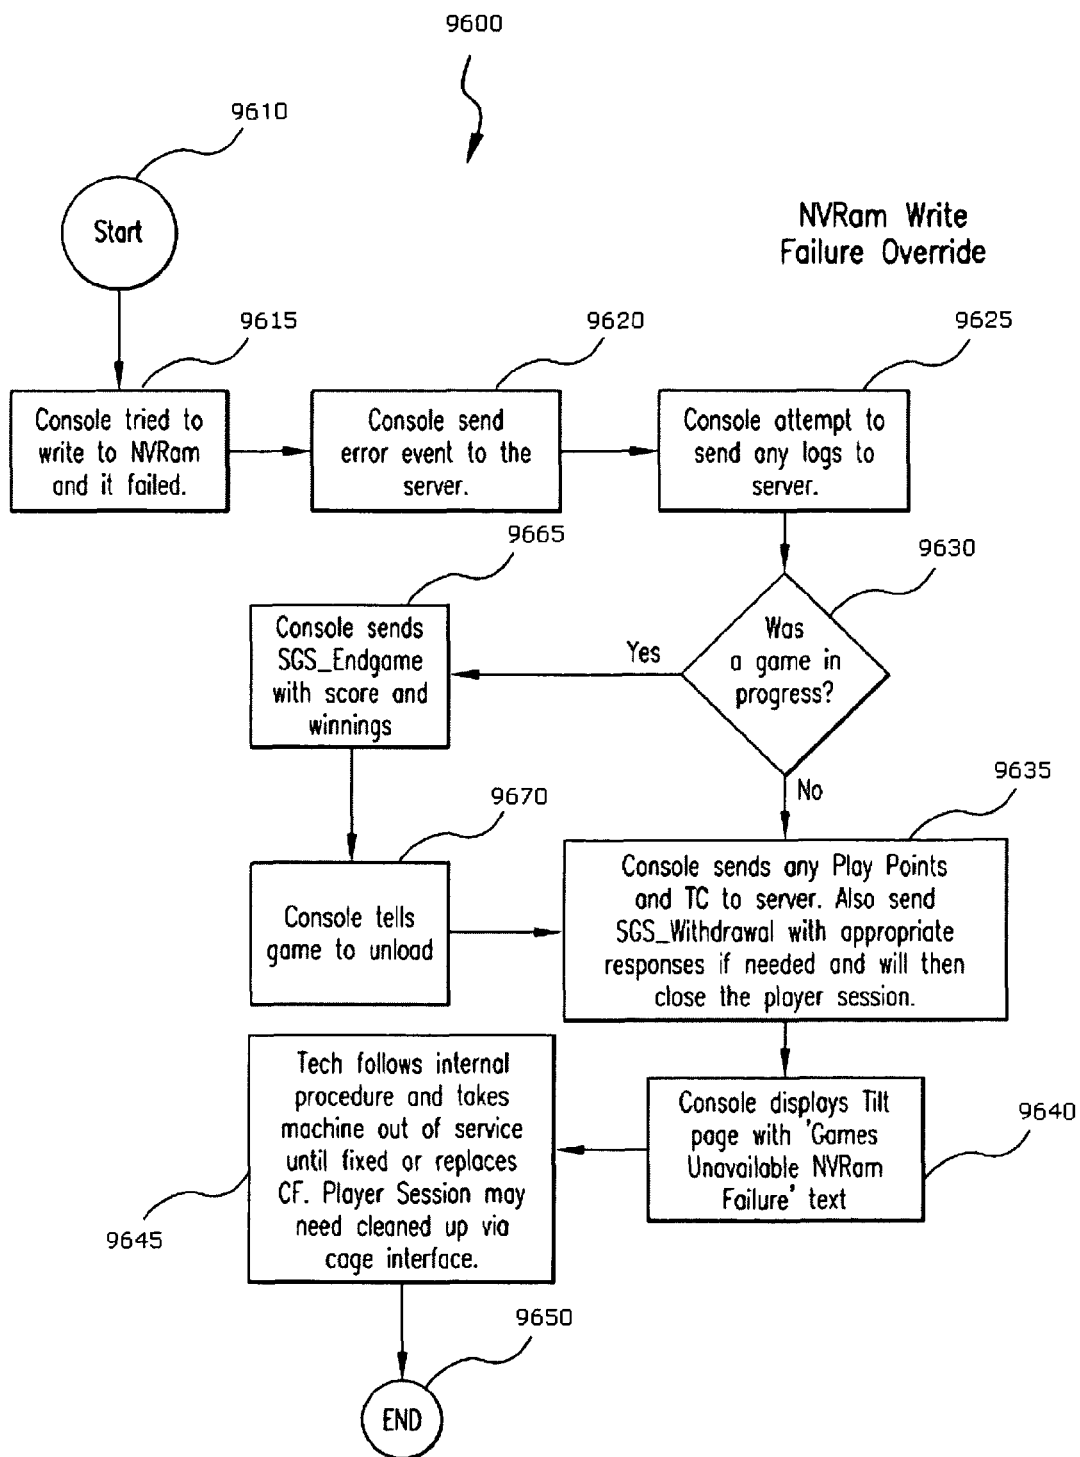 9600
9610
Start
NVRam Write
Failure Override
9615
9620
9625
Console tried to
write to NVRam
and it failed.
Console send
error event to the
server.
Console attempt to
send any logs to
server.
9665
9630
Console sends
SGS_Endgame
with score and
winnings
Yes
Was
a game in
progress?
No
9670
9635
Console tells
game to unload
Console sends any Play Points
and TC to server. Also send
SGS_Withdrawal with appropriate
responses if needed and will then
close the player session.
Tech follows internal
procedure and takes
machine out of service
until fixed or replaces
CF. Player Session may
need cleaned up via
cage interface.
9645
Console displays Tilt
page with 'Games
Unavailable NVRam
Failure' text
9640
9650
END